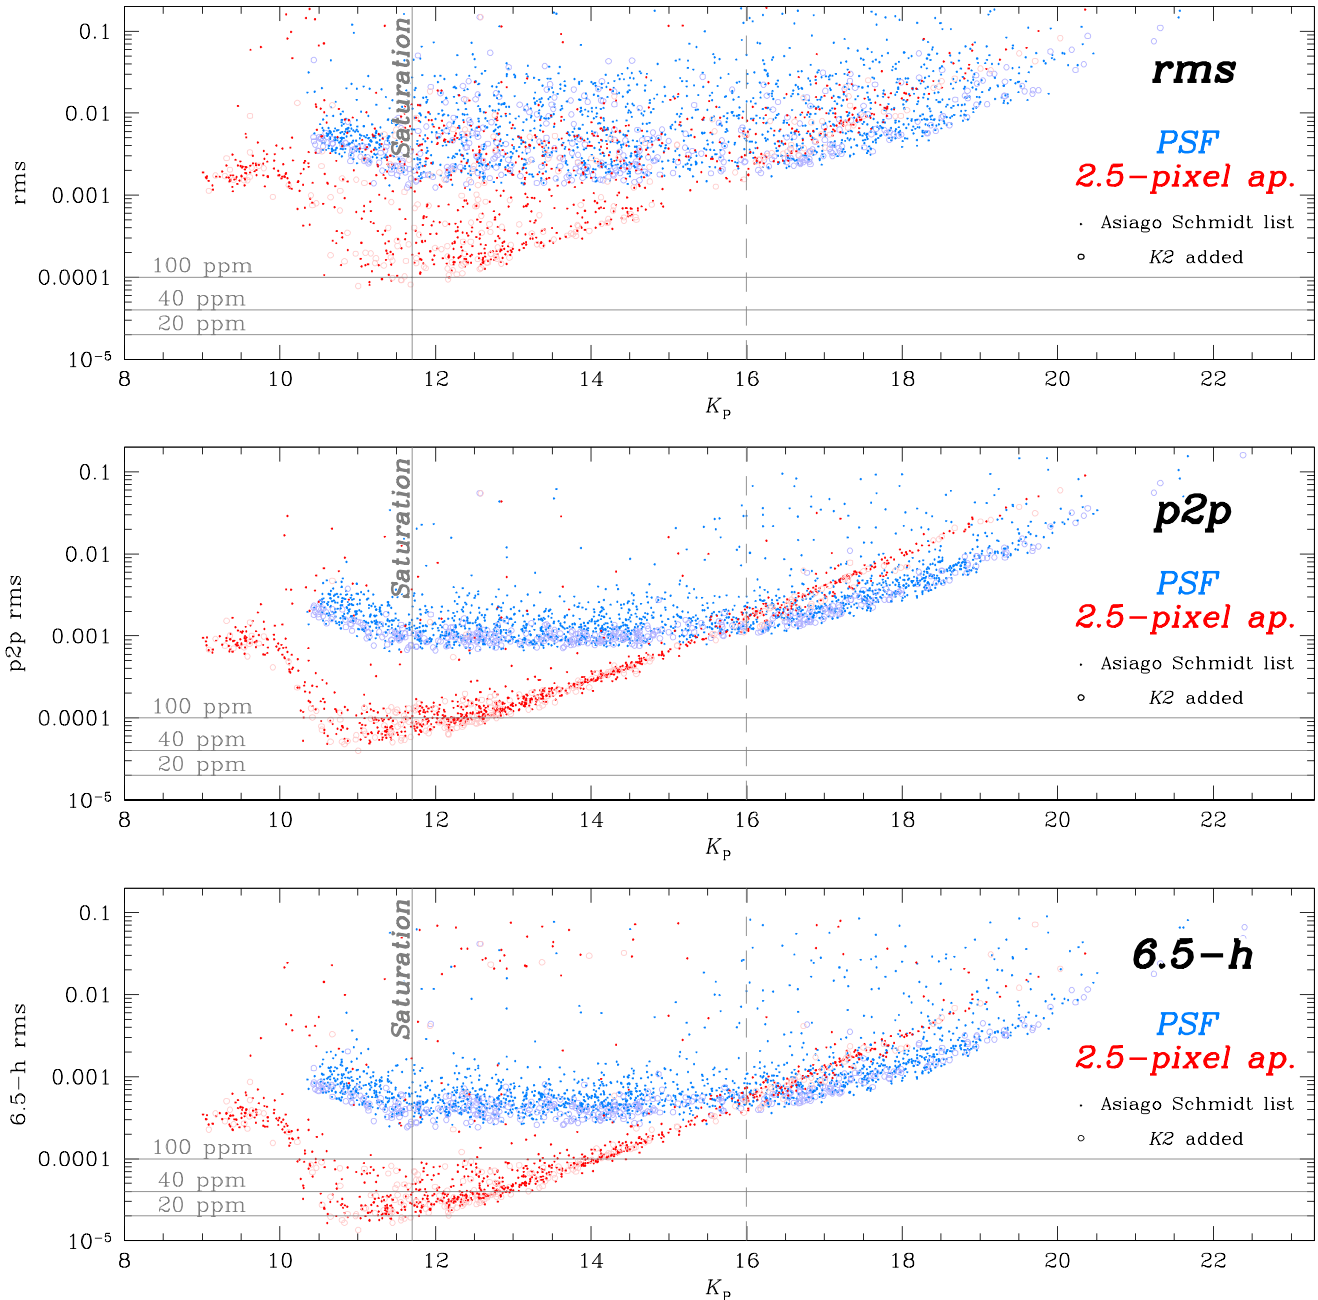 0.1
0.01
0.001
0.0001
10⁻⁵
rms
Saturation
rms
PSF
2.5-pixel ap.
Asiago Schmidt list
K2 added
100 ppm
40 ppm
20 ppm
8 10 12 14 16 18 20 22
Kₚ
0.1
0.01
0.001
0.0001
10⁻⁵
p2p rms
Saturation
p2p
PSF
2.5-pixel ap.
Asiago Schmidt list
K2 added
100 ppm
40 ppm
20 ppm
8 10 12 14 16 18 20 22
Kₚ
0.1
0.01
0.001
0.0001
10⁻⁵
6.5-h rms
Saturation
6.5-h
PSF
2.5-pixel ap.
Asiago Schmidt list
K2 added
100 ppm
40 ppm
20 ppm
8 10 12 14 16 18 20 22
Kₚ